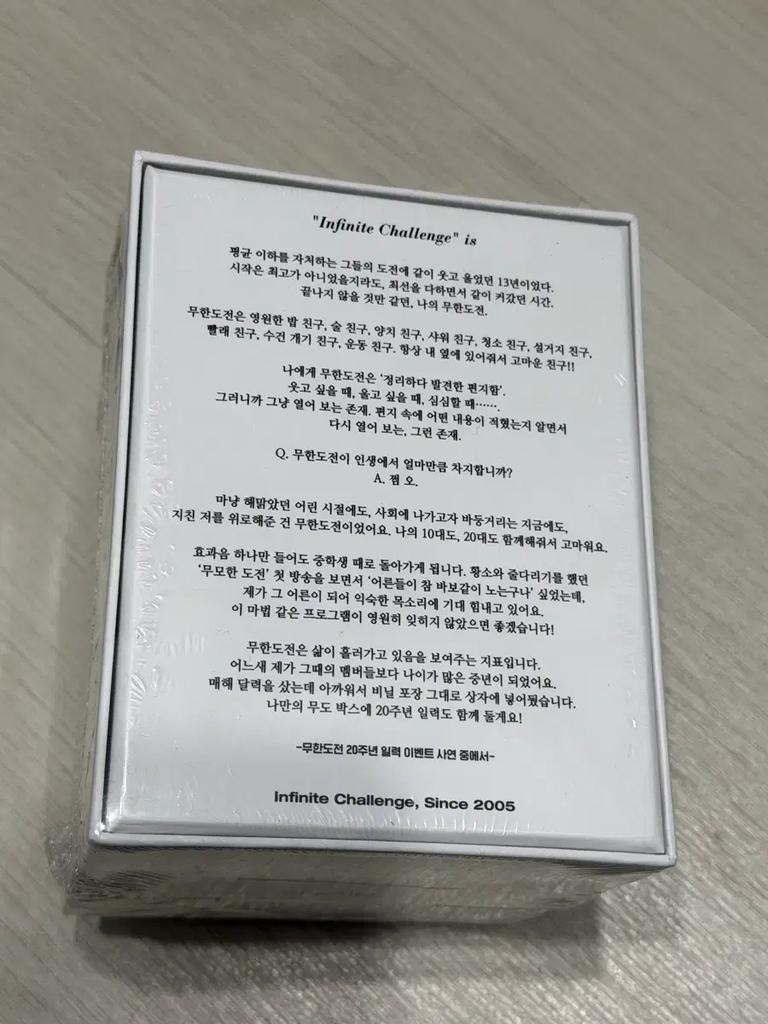 "Infinite Challenge" is
평균 이하를 자처하는 그들의 도전에 같이 웃고 울었던 13년이었다.
시작은 최고가 아니었을지라도, 최선을 다하면서 같이 커갔던 시간.
끝나지 않을 것만 같던, 나의 무한도전.
무한도전은 영원한 밥 친구, 술 친구, 양치 친구, 샤워 친구, 청소 친구, 설거지 친구,
빨래 친구, 수건 개기 친구, 운동 친구. 항상 내 옆에 있어줘서 고마운 친구!!
나에게 무한도전은 '정리하다 발견한 편지함'.
웃고 싶을 때, 울고 싶을 때, 심심할 때…….
그러니까 그냥 열어 보는 존재. 편지 속에 어떤 내용이 적혔는지 알면서
다시 열어 보는, 그런 존재.
Q. 무한도전이 인생에서 얼마만큼 차지합니까?
A. 쩜 오.
마냥 해맑았던 어린 시절에도, 사회에 나가고자 바둥거리는 지금에도,
지친 저를 위로해준 건 무한도전이었어요. 나의 10대도, 20대도 함께해줘서 고마워요.
효과음 하나만 들어도 중학생 때로 돌아가게 됩니다. 황소와 줄다리기를 했던
'무모한 도전' 첫 방송을 보면서 '어른들이 참 바보같이 노는구나' 싶었는데,
제가 그 어른이 되어 익숙한 목소리에 기대 힘내고 있어요.
이 마법 같은 프로그램이 영원히 잊히지 않았으면 좋겠습니다!
무한도전은 삶이 흘러가고 있음을 보여주는 지표입니다.
어느새 제가 그때의 멤버들보다 나이가 많은 중년이 되었어요.
매해 달력을 샀는데 아까워서 비닐 포장 그대로 상자에 넣어뒀습니다.
나만의 무도 박스에 20주년 일력도 함께 둘게요!
-무한도전 20주년 일력 이벤트 사연 중에서-
Infinite Challenge, Since 2005